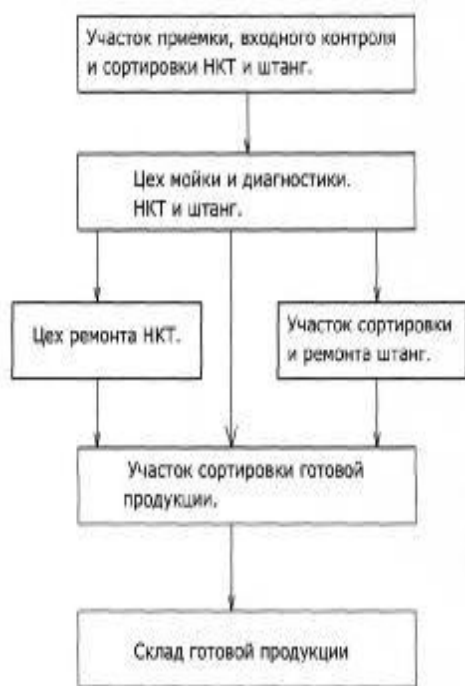 Участок приемки, входного контроля
и сортировки НКТ и штанг.
Цех мойки и диагностики.
НКТ и штанг.
Цех ремонта НКТ.
Участок сортировки
и ремонта штанг.
Участок сортировки готовой
продукции.
Склад готовой продукции